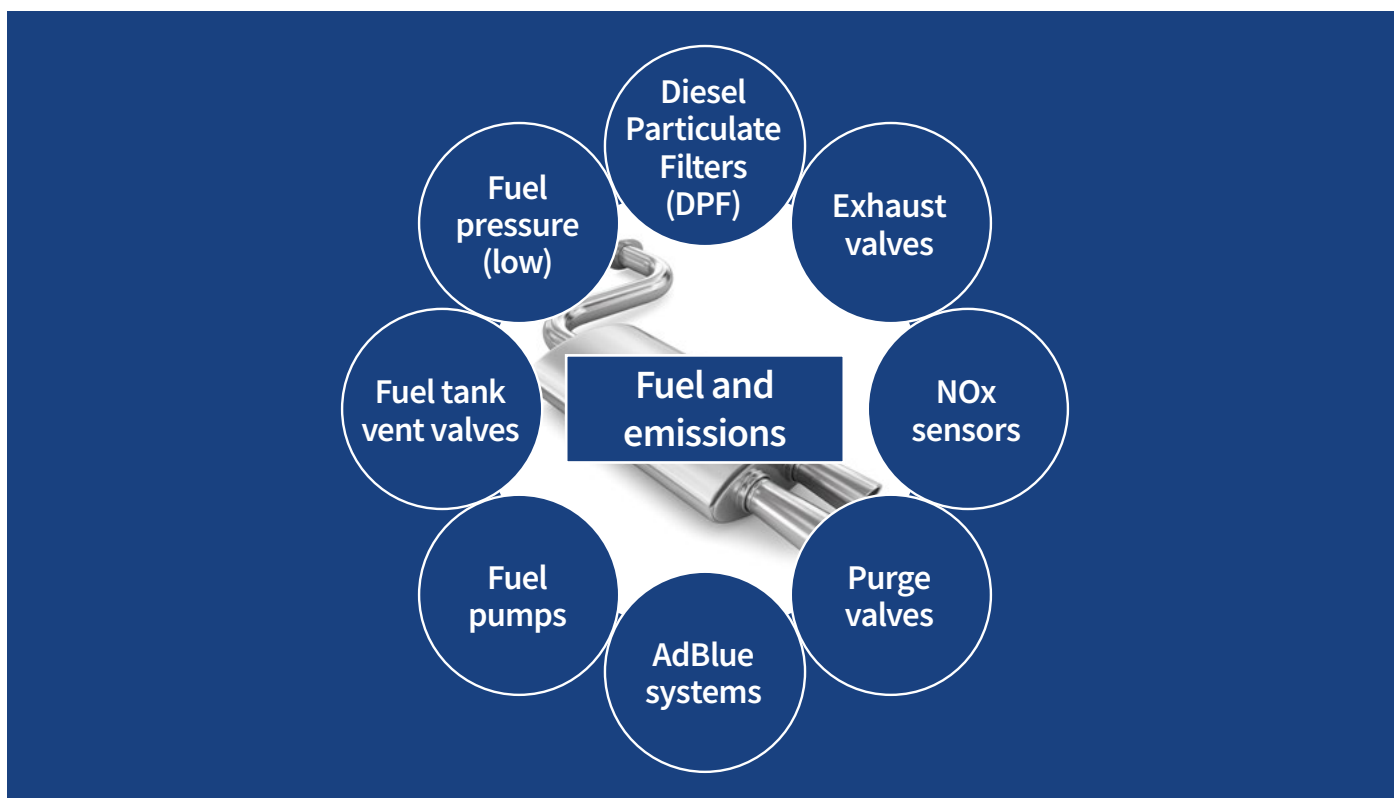 Diesel
Particulate
Filters
(DPF)
Exhaust
valves
NOx
sensors
Purge
valves
AdBlue
systems
Fuel
pumps
Fuel tank
vent valves
Fuel
pressure
(low)
Fuel and
emissions